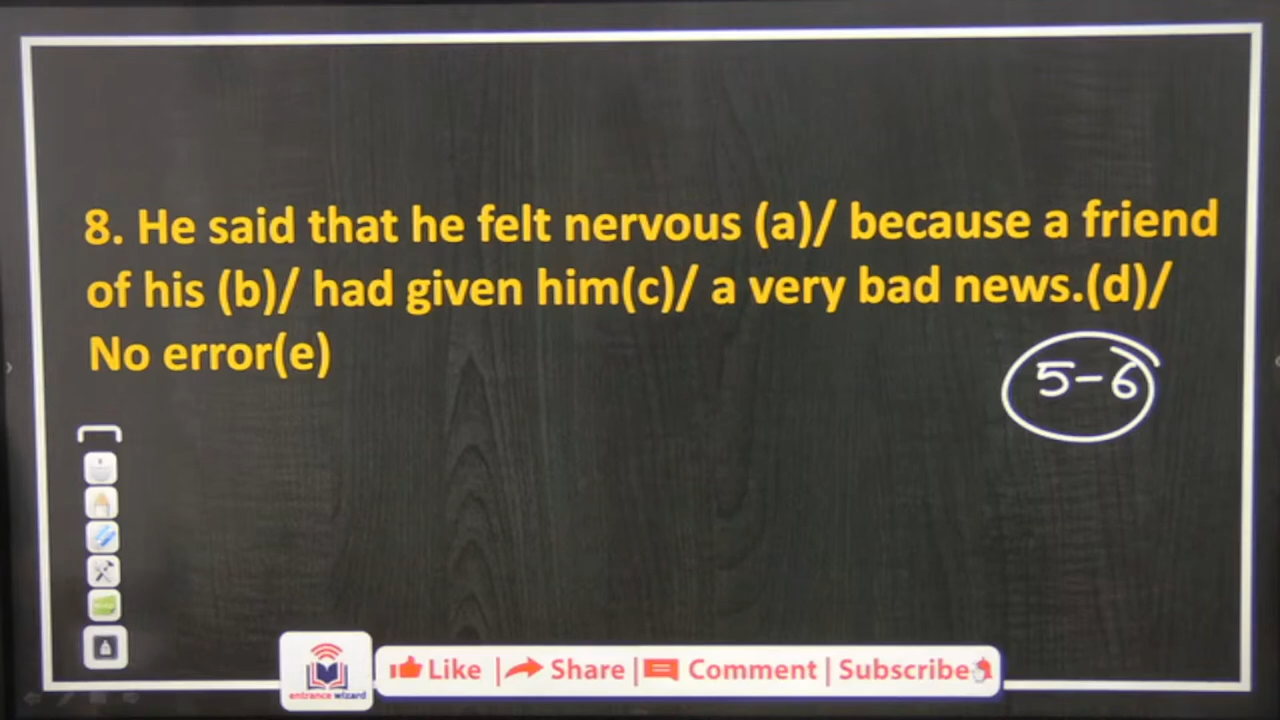 8. He said that he felt nervous (a)/ because a friend
of his (b)/ had given him(c)/ a very bad news.(d)/
No error(e)
5-6
entrance wizard
Like | Share | Comment | Subscribe